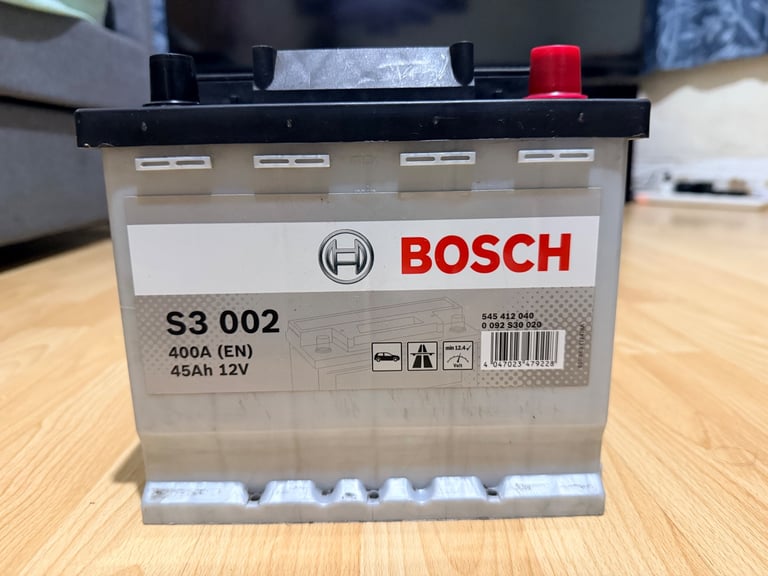 BOSCH
S3 002
400A (EN)
45Ah 12V
min 12.4✓
Volt
545 412 040
0 092 S30 020
4 047023 479228